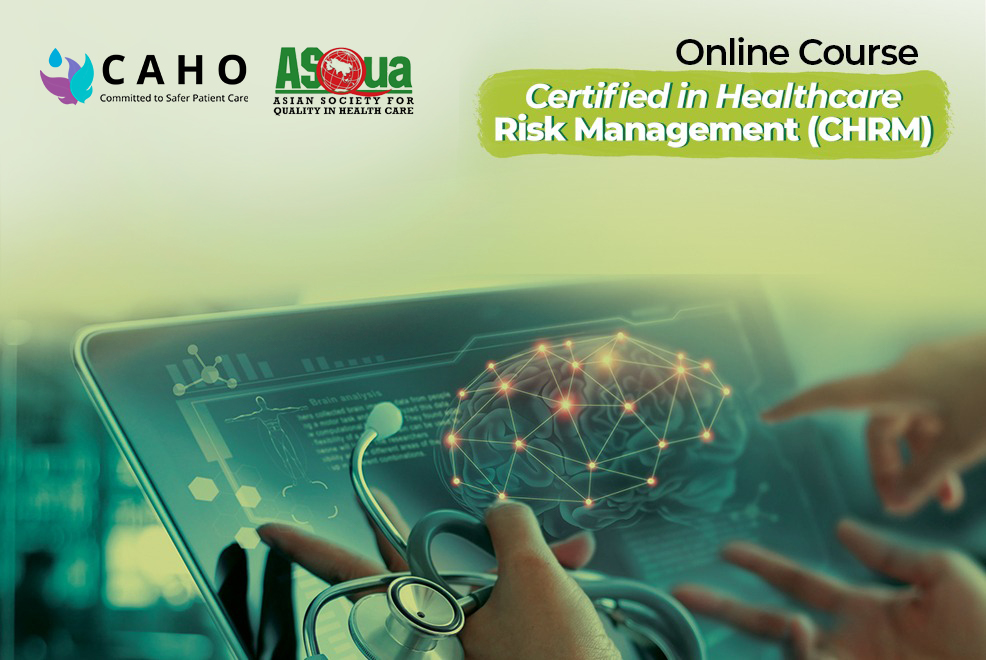 CAHO
Committed to Safer Patient Care
ASQua
ASIAN SOCIETY FOR
QUALITY IN HEALTH CARE
Online Course
Certified in Healthcare
Risk Management (CHRM)
Brain analysis